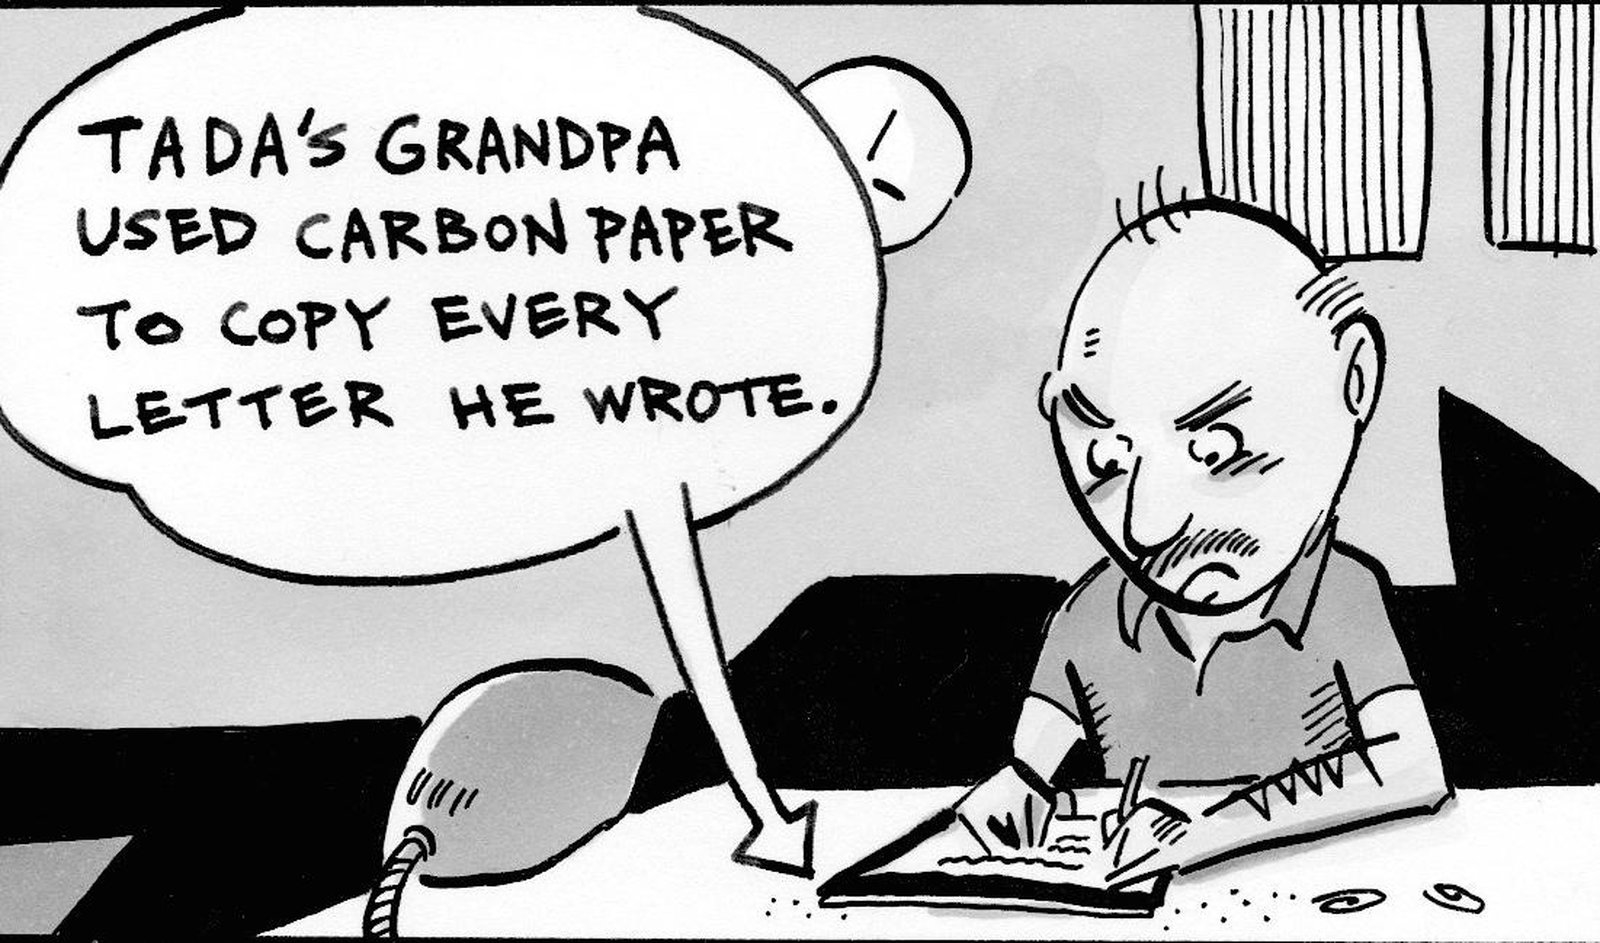 TADA'S GRANDPA
USED CARBON PAPER
TO COPY EVERY
LETTER HE WROTE.